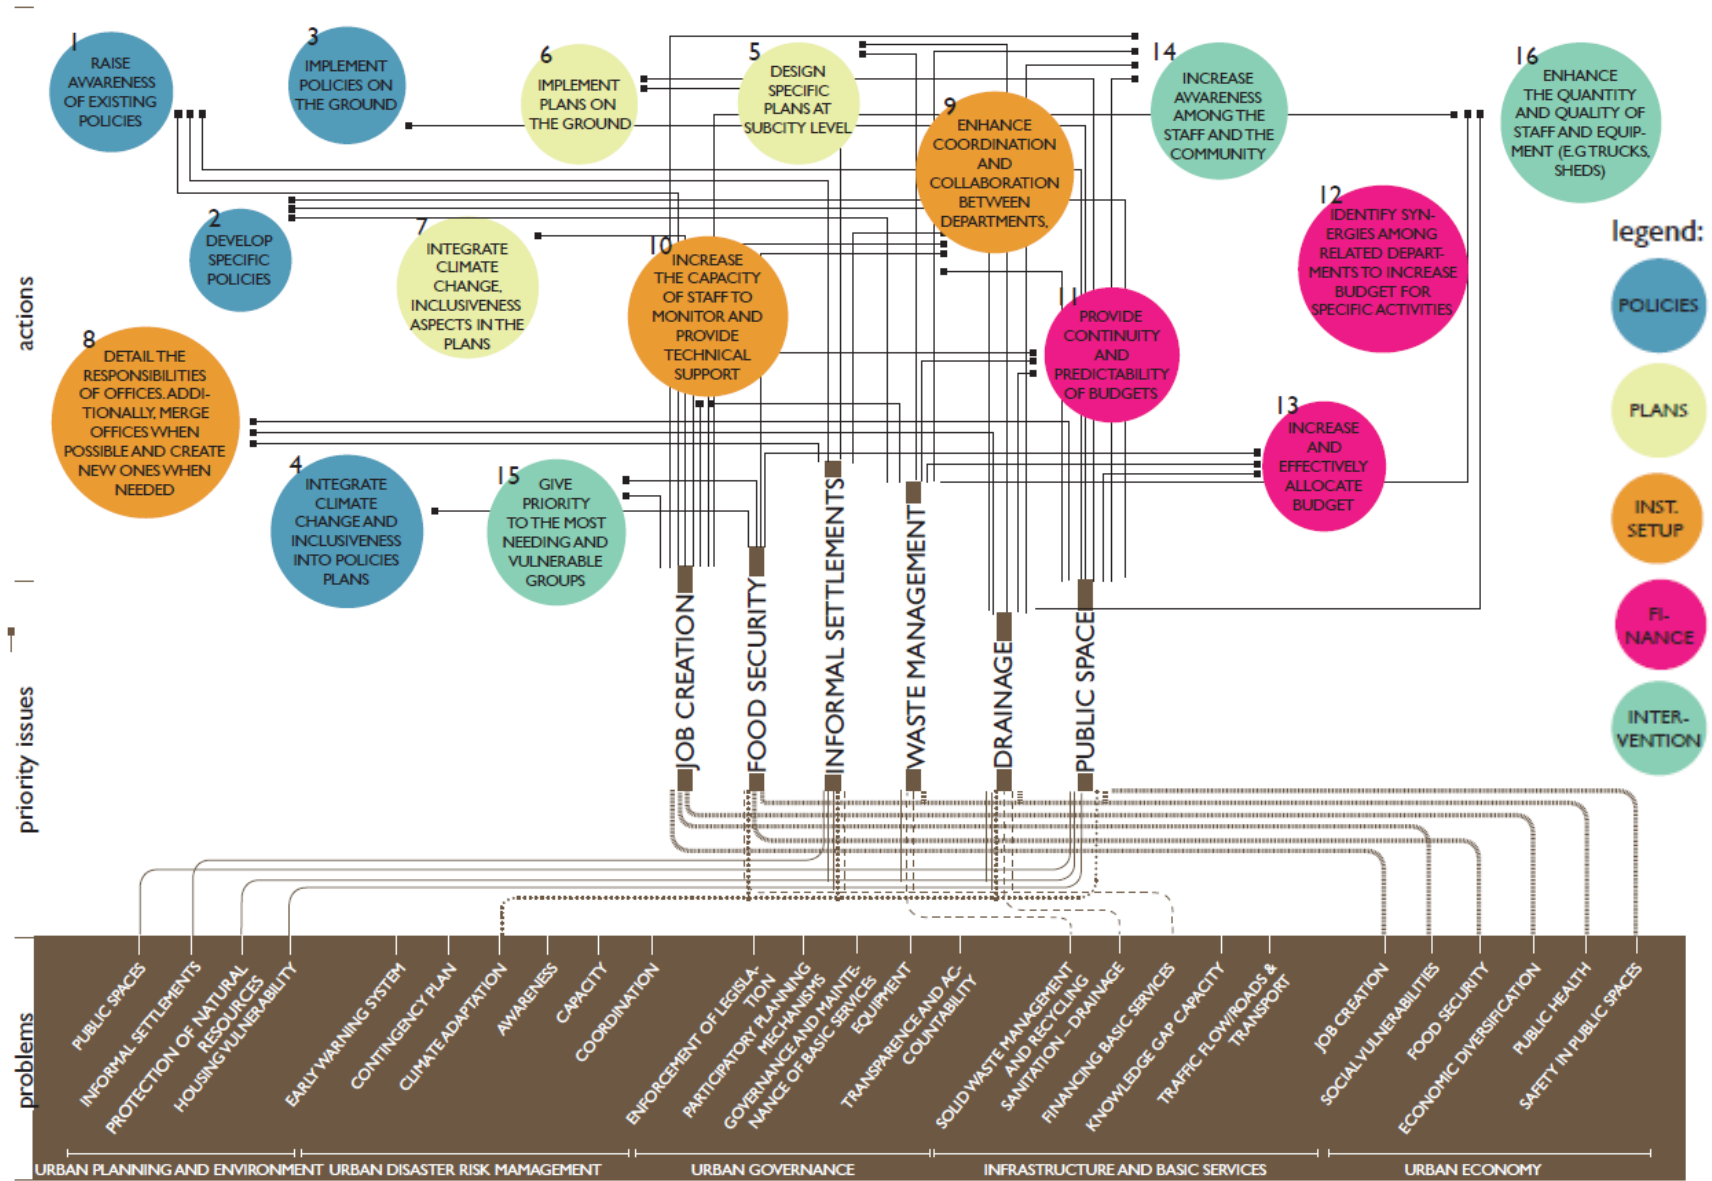 1
RAISE
AWARENESS
OF EXISTING
POLICIES
3
IMPLEMENT
POLICIES ON
THE GROUND
6
IMPLEMENT
PLANS ON
THE GROUND
5
DESIGN
SPECIFIC
PLANS AT
SUBCITY LEVEL
9
ENHANCE
COORDINATION
AND
COLLABORATION
BETWEEN
DEPARTMENTS,
14
INCREASE
AWARENESS
AMONG THE
STAFF AND THE
COMMUNITY
16
ENHANCE
THE QUANTITY
AND QUALITY OF
STAFF AND EQUIP-
MENT (E.G TRUCKS,
SHEDS)
2
DEVELOP
SPECIFIC
POLICIES
7
INTEGRATE
CLIMATE
CHANGE,
INCLUSIVENESS
ASPECTS IN THE
PLANS
10
INCREASE
THE CAPACITY
OF STAFF TO
MONITOR AND
PROVIDE
TECHNICAL
SUPPORT
12
IDENTIFY SYN-
ERGIES AMONG
RELATED DEPART-
MENTS TO INCREASE
BUDGET FOR
SPECIFIC ACTIVITIES
11
PROVIDE
CONTINUITY
AND
PREDICTABILITY
OF BUDGETS
8
DETAIL THE
RESPONSIBILITIES
OF OFFICES. ADDI-
TIONALLY, MERGE
OFFICES WHEN
POSSIBLE AND CREATE
NEW ONES WHEN
NEEDED
4
INTEGRATE
CLIMATE
CHANGE AND
INCLUSIVENESS
INTO POLICIES
PLANS
15
GIVE
PRIORITY
TO THE MOST
NEEDING AND
VULNERABLE
GROUPS
13
INCREASE
AND
EFFECTIVELY
ALLOCATE
BUDGET
legend:
POLICIES
PLANS
INST.
SETUP
FI-
NANCE
INTER-
VENTION
actions
priority issues
problems
JOB CREATION
FOOD SECURITY
INFORMAL SETTLEMENTS
WASTE MANAGEMENT
DRAINAGE
PUBLIC SPACE
PUBLIC SPACES
INFORMAL SETTLEMENTS
PROTECTION OF NATURAL
RESOURCES
HOUSING VULNERABILITY
EARLY WARNING SYSTEM
CONTINGENCY PLAN
CLIMATE ADAPTATION
AWARENESS
CAPACITY
COORDINATION
ENFORCEMENT OF LEGISLA-
TION
PARTICIPATORY PLANNING
MECHANISMS
GOVERNANCE AND MAINTE-
NANCE OF BASIC SERVICES
EQUIPMENT
TRANSPARENCE AND AC-
COUNTABILITY
SOLID WASTE MANAGEMENT
AND RECYCLING
SANITATION – DRAINAGE
FINANCING BASIC SERVICES
KNOWLEDGE GAP CAPACITY
TRAFFIC FLOW/ROADS &
TRANSPORT
JOB CREATION
SOCIAL VULNERABILITIES
FOOD SECURITY
ECONOMIC DIVERSIFICATION
PUBLIC HEALTH
SAFETY IN PUBLIC SPACES
URBAN PLANNING AND ENVIRONMENT
URBAN DISASTER RISK MAMAGEMENT
URBAN GOVERNANCE
INFRASTRUCTURE AND BASIC SERVICES
URBAN ECONOMY